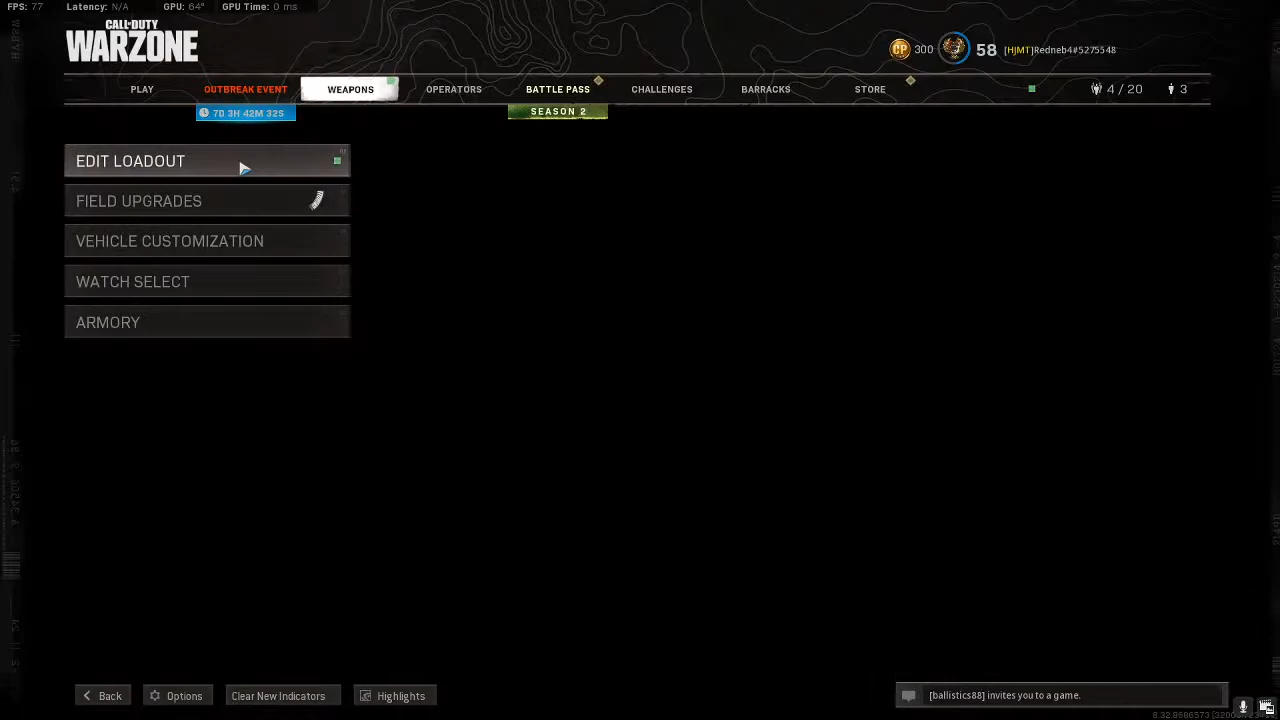 FPS: 77 Latency: N/A GPU: 64° GPU Time: 0 ms
CALL OF DUTY
WARZONE
CP 300 58 [HJMT]Redneb4#5275548
PLAY OUTBREAK EVENT WEAPONS OPERATORS BATTLE PASS CHALLENGES BARRACKS STORE 4 / 20 3
7D 3H 42M 32S SEASON 2
EDIT LOADOUT
FIELD UPGRADES
VEHICLE CUSTOMIZATION
WATCH SELECT
ARMORY
Back Options Clear New Indicators Highlights [ballistics88] invites you to a game.